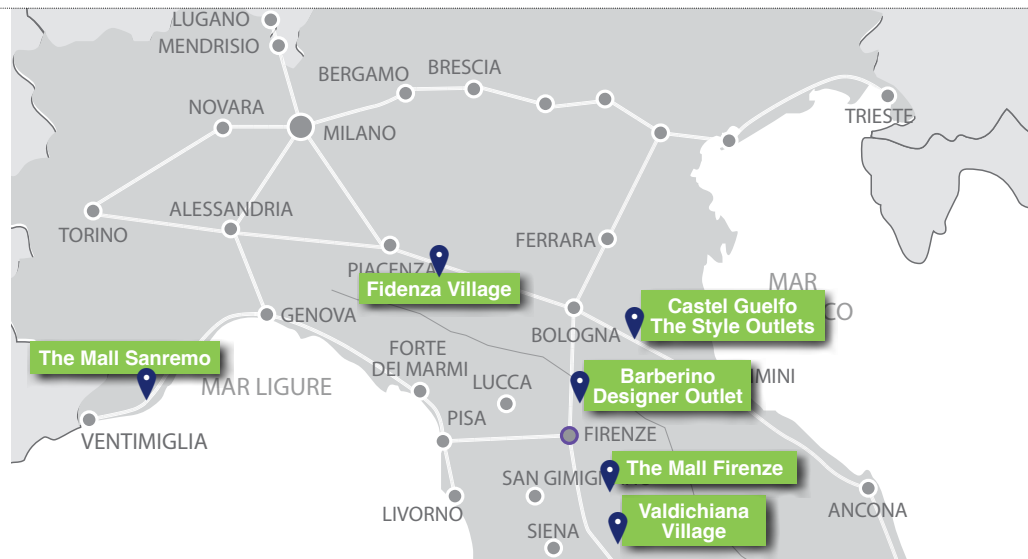 LUGANO
MENDRISIO
BERGAMO
BRESCIA
NOVARA
MILANO
TRIESTE
ALESSANDRIA
TORINO
FERRARA
PIACENZA
Fidenza Village
MAR
CO
Castel Guelfo
The Style Outlets
GENOVA
BOLOGNA
The Mall Sanremo
MAR LIGURE
FORTE
DEI MARMI
LUCCA
Barberino
Designer Outlet
IMINI
PISA
FIRENZE
VENTIMIGLIA
The Mall Firenze
SAN GIMIG
LIVORNO
SIENA
Valdichiana
Village
ANCONA